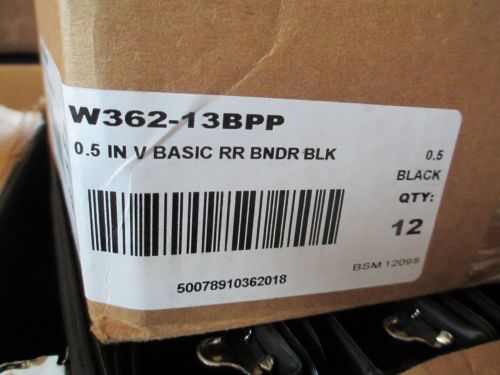 W362-13BPP
0.5 IN V BASIC RR BNDR BLK
0.5
BLACK
QTY:
12
BSM 12098
50078910362018